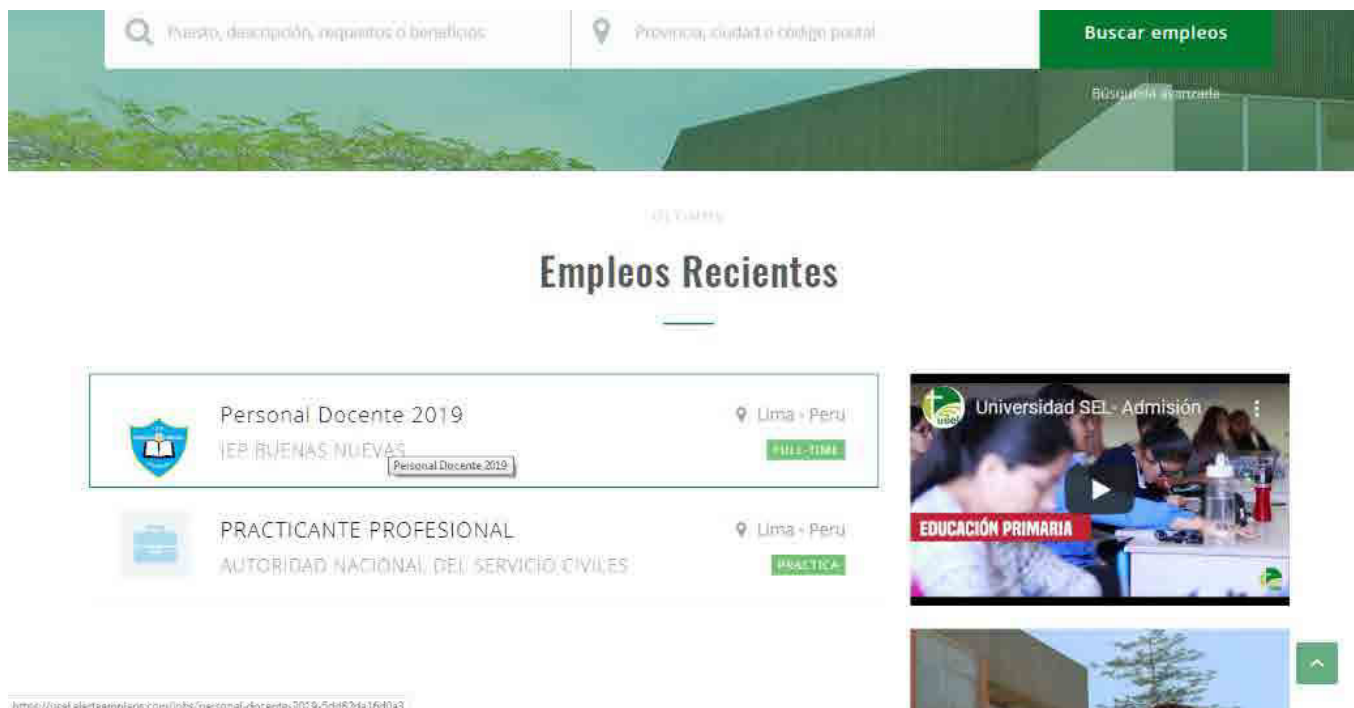 Puesto, descripción, requisitos o beneficios
Provincia, ciudad o código postal
Buscar empleos
Búsqueda avanzada
Empleos Recientes
Personal Docente 2019
IEP BUENAS NUEVAS
Lima - Peru
FULL-TIME
Personal Docente 2019
PRACTICANTE PROFESIONAL
AUTORIDAD NACIONAL DEL SERVICIO CIVILES
Lima - Peru
PRACTICA
usel
Universidad SEL- Admisión
EDUCACIÓN PRIMARIA